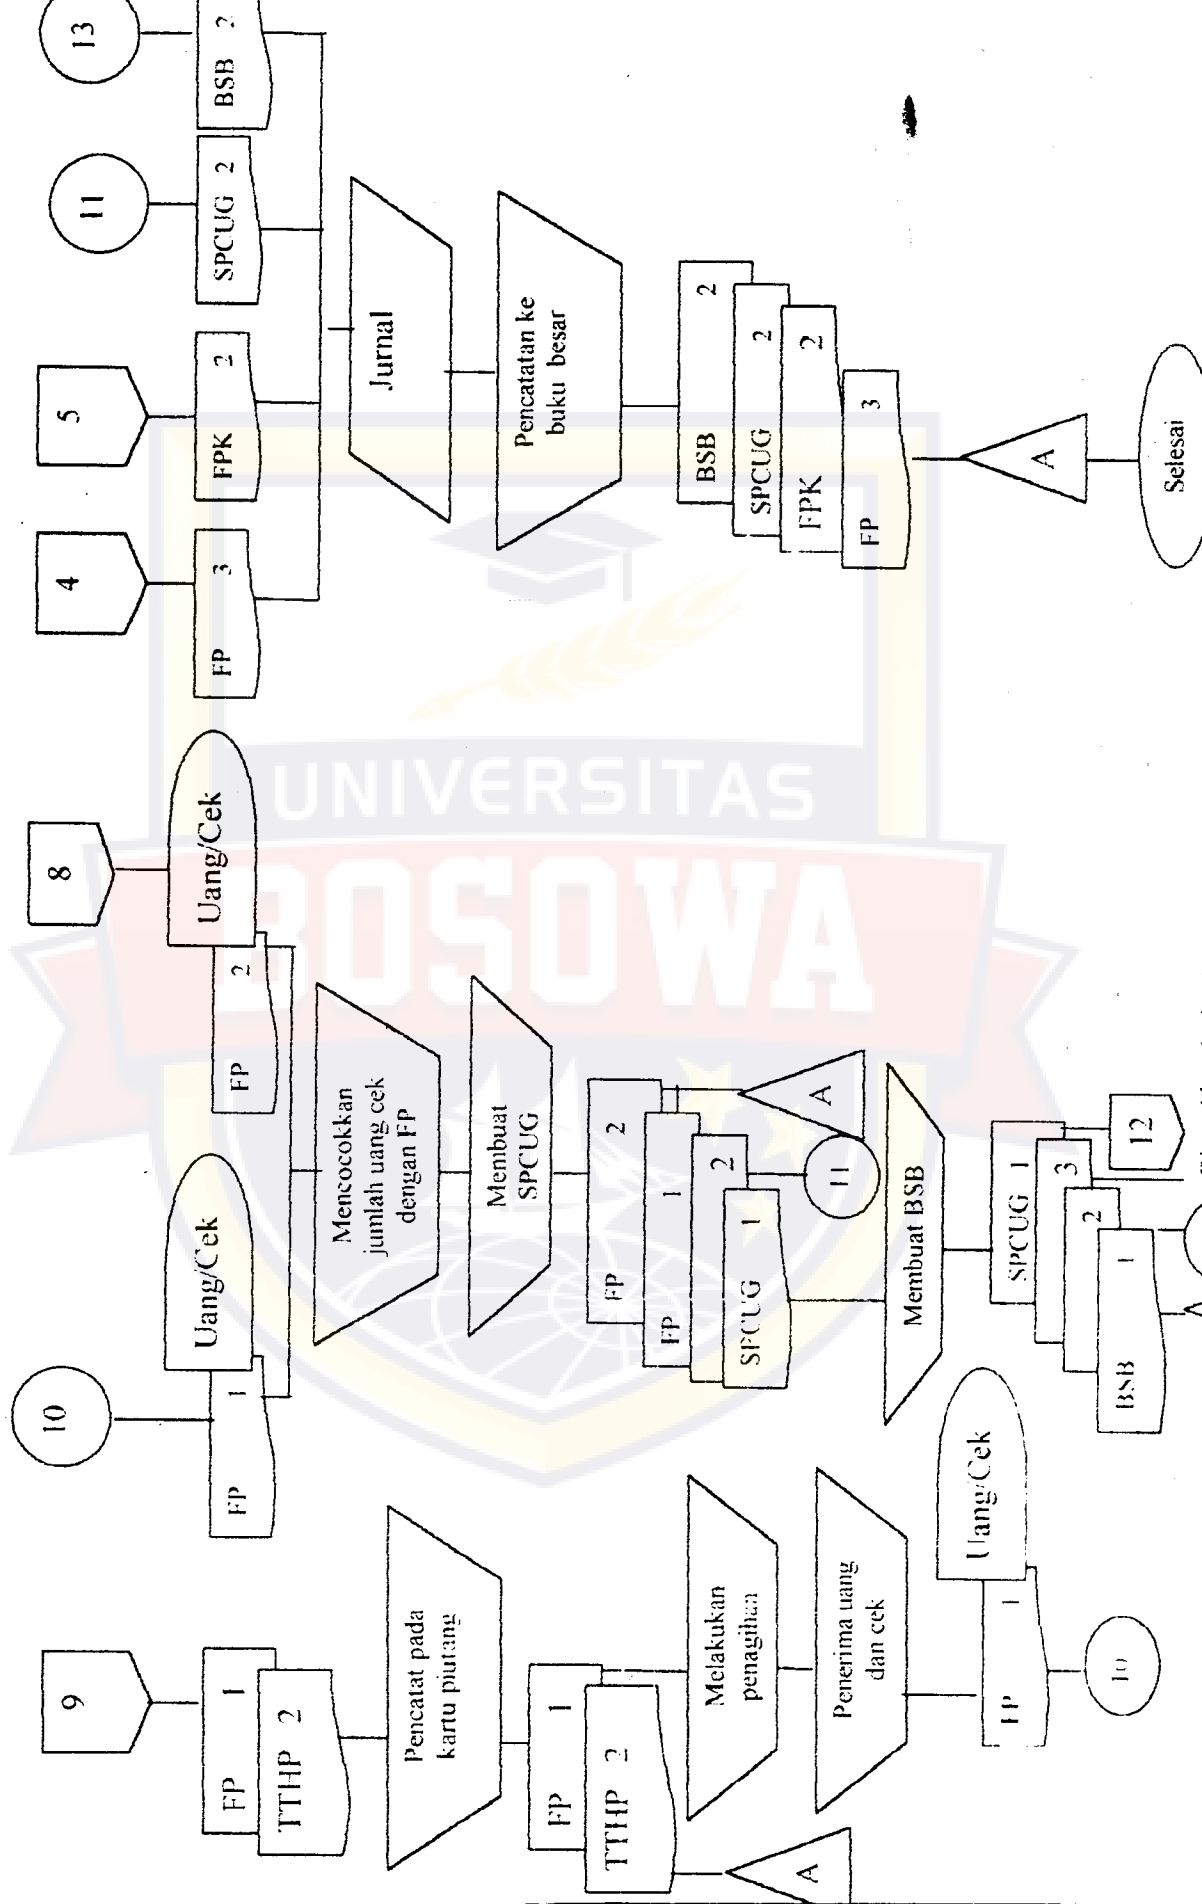 9
FP 1
TTHP 2
Pencatat pada
kartu piutang
FP 1
TTHP 2
A
Melakukan
penagihan
Penerima uang
dan cek
Uang/Cek
FP 1
10
10
Uang/Cek
FP 1
8
Uang/Cek
FP 2
Mencocokkan
jumlah uang cek
dengan FP
Membuat
SPCUG
FP 2
FP 1
2
SPCUG 1
A
11
Membuat BSB
SPCUG 1
3
2
BSB 1
12
4
FP 3
5
FPK 2
11
SPCUG 2
13
BSB 2
Jurnal
Pencatatan ke
buku besar
BSB 2
SPCUG 2
FPK 2
FP 3
A
Selesai
UNIVERSITAS
BOSOWA